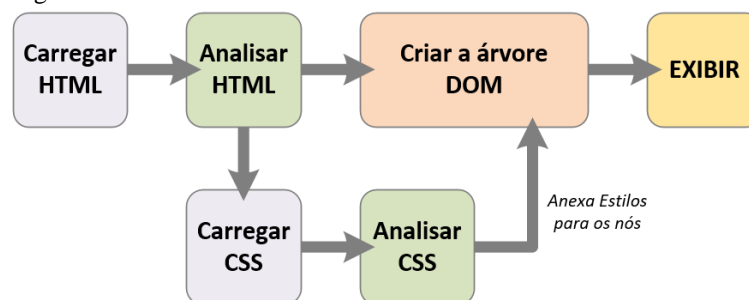 Carregar
HTML
Analisar
HTML
Criar a árvore
DOM
EXIBIR
Carregar
CSS
Analisar
CSS
Anexa Estilos
para os nós